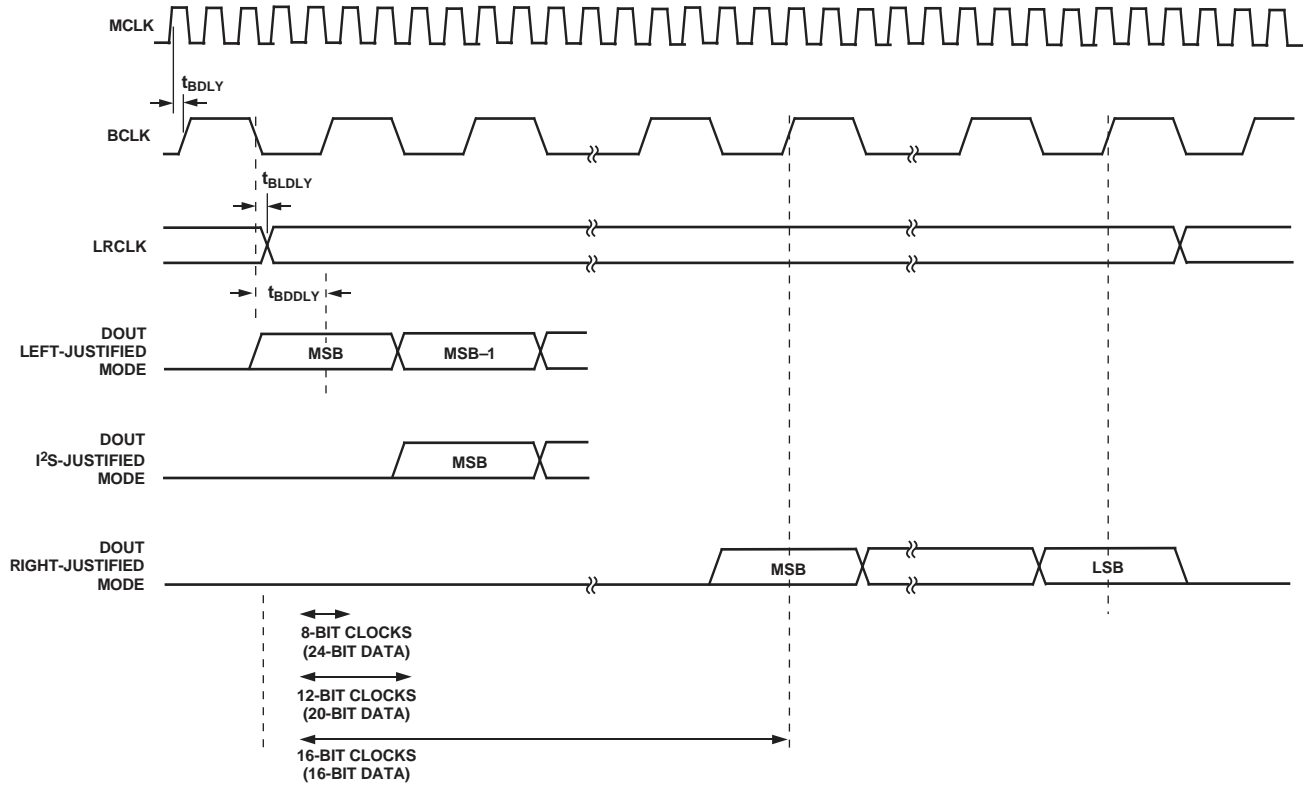 MCLK
tBDLY
BCLK
tBLDLY
LRCLK
tBDDLY
DOUT
LEFT-JUSTIFIED
MODE
MSB
MSB–1
DOUT
I²S-JUSTIFIED
MODE
MSB
DOUT
RIGHT-JUSTIFIED
MODE
MSB
LSB
8-BIT CLOCKS
(24-BIT DATA)
12-BIT CLOCKS
(20-BIT DATA)
16-BIT CLOCKS
(16-BIT DATA)